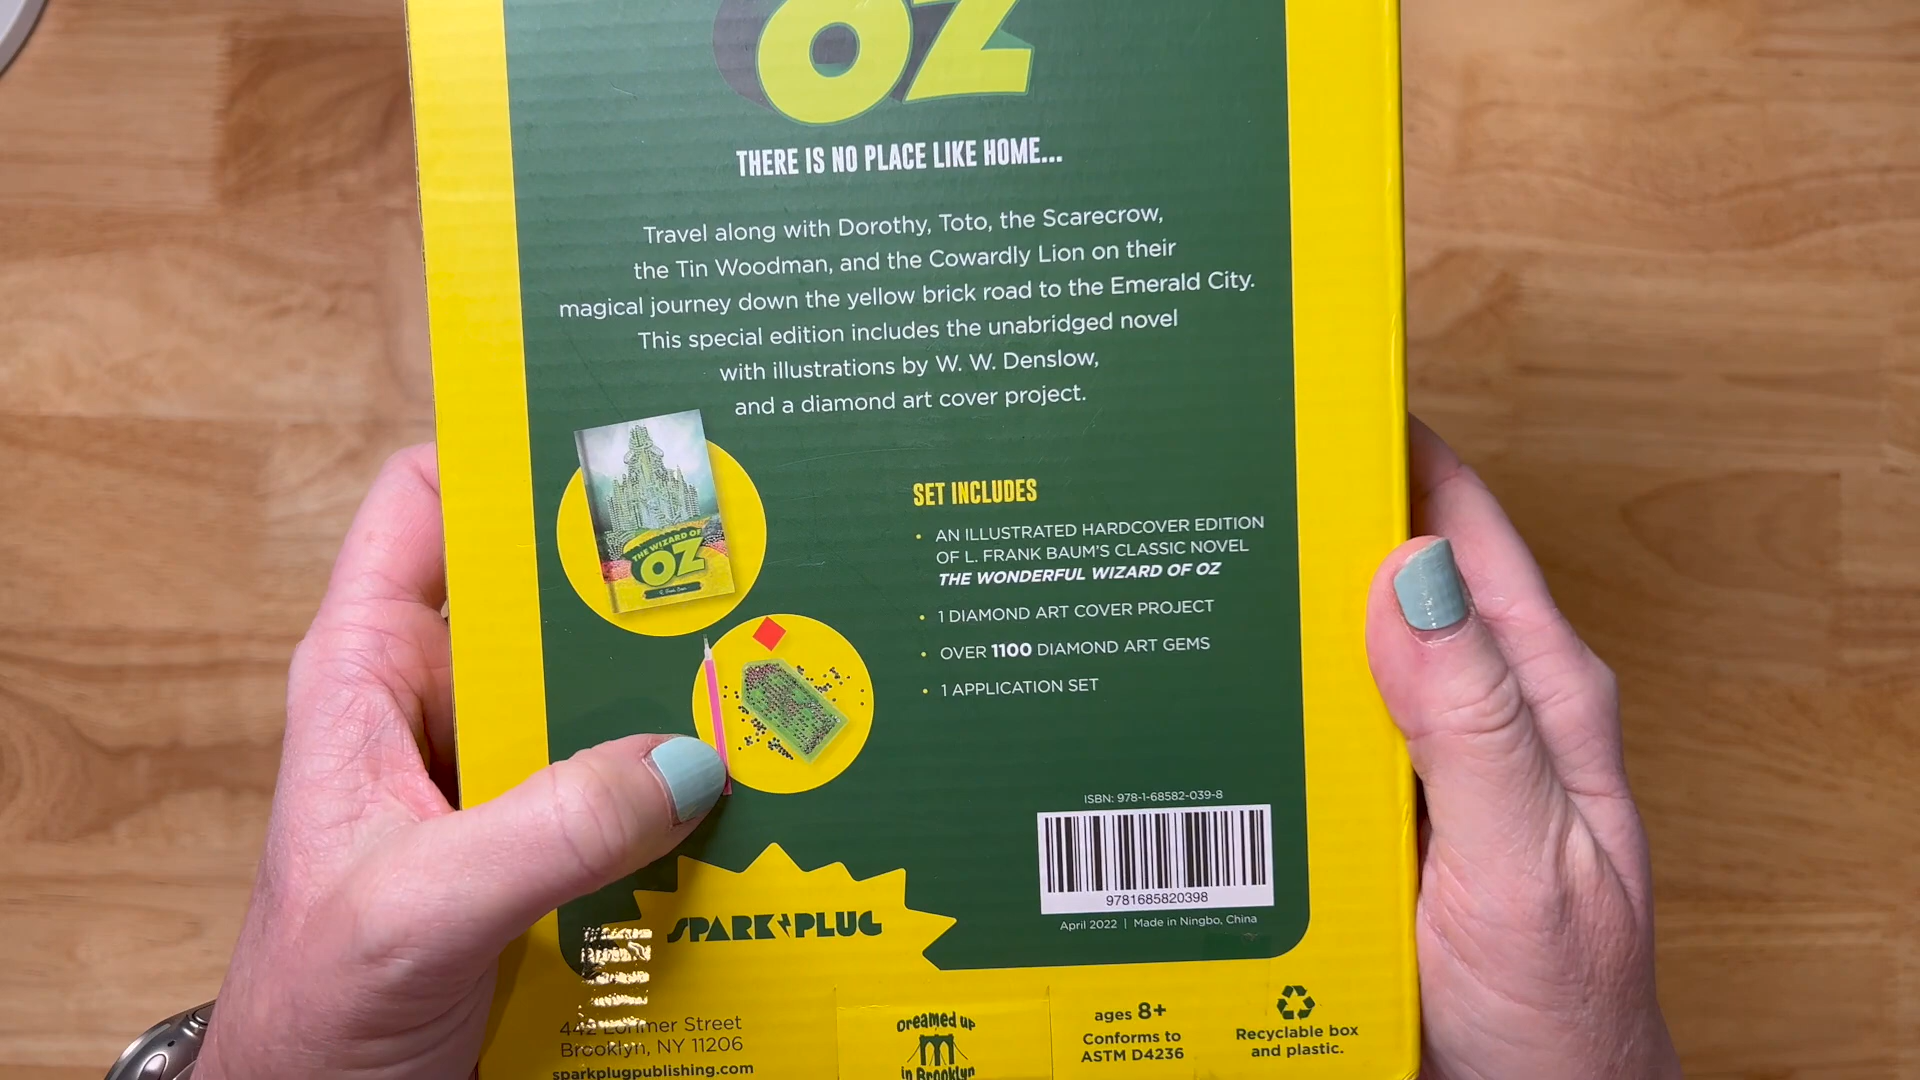 OZ
THERE IS NO PLACE LIKE HOME...
Travel along with Dorothy, Toto, the Scarecrow,
the Tin Woodman, and the Cowardly Lion on their
magical journey down the yellow brick road to the Emerald City.
This special edition includes the unabridged novel
with illustrations by W. W. Denslow,
and a diamond art cover project.
THE WIZARD OF
OZ
SET INCLUDES
• AN ILLUSTRATED HARDCOVER EDITION
OF L. FRANK BAUM'S CLASSIC NOVEL
THE WONDERFUL WIZARD OF OZ
• 1 DIAMOND ART COVER PROJECT
• OVER 1100 DIAMOND ART GEMS
• 1 APPLICATION SET
ISBN: 978-1-68582-039-8
9781685820398
April 2022 | Made in Ningbo, China
SPARK PLUG
442 Lorimer Street
Brooklyn, NY 11206
sparkplugpublishing.com
Dreamed up
in Brooklyn
ages 8+
Conforms to
ASTM D4236
Recyclable box
and plastic.